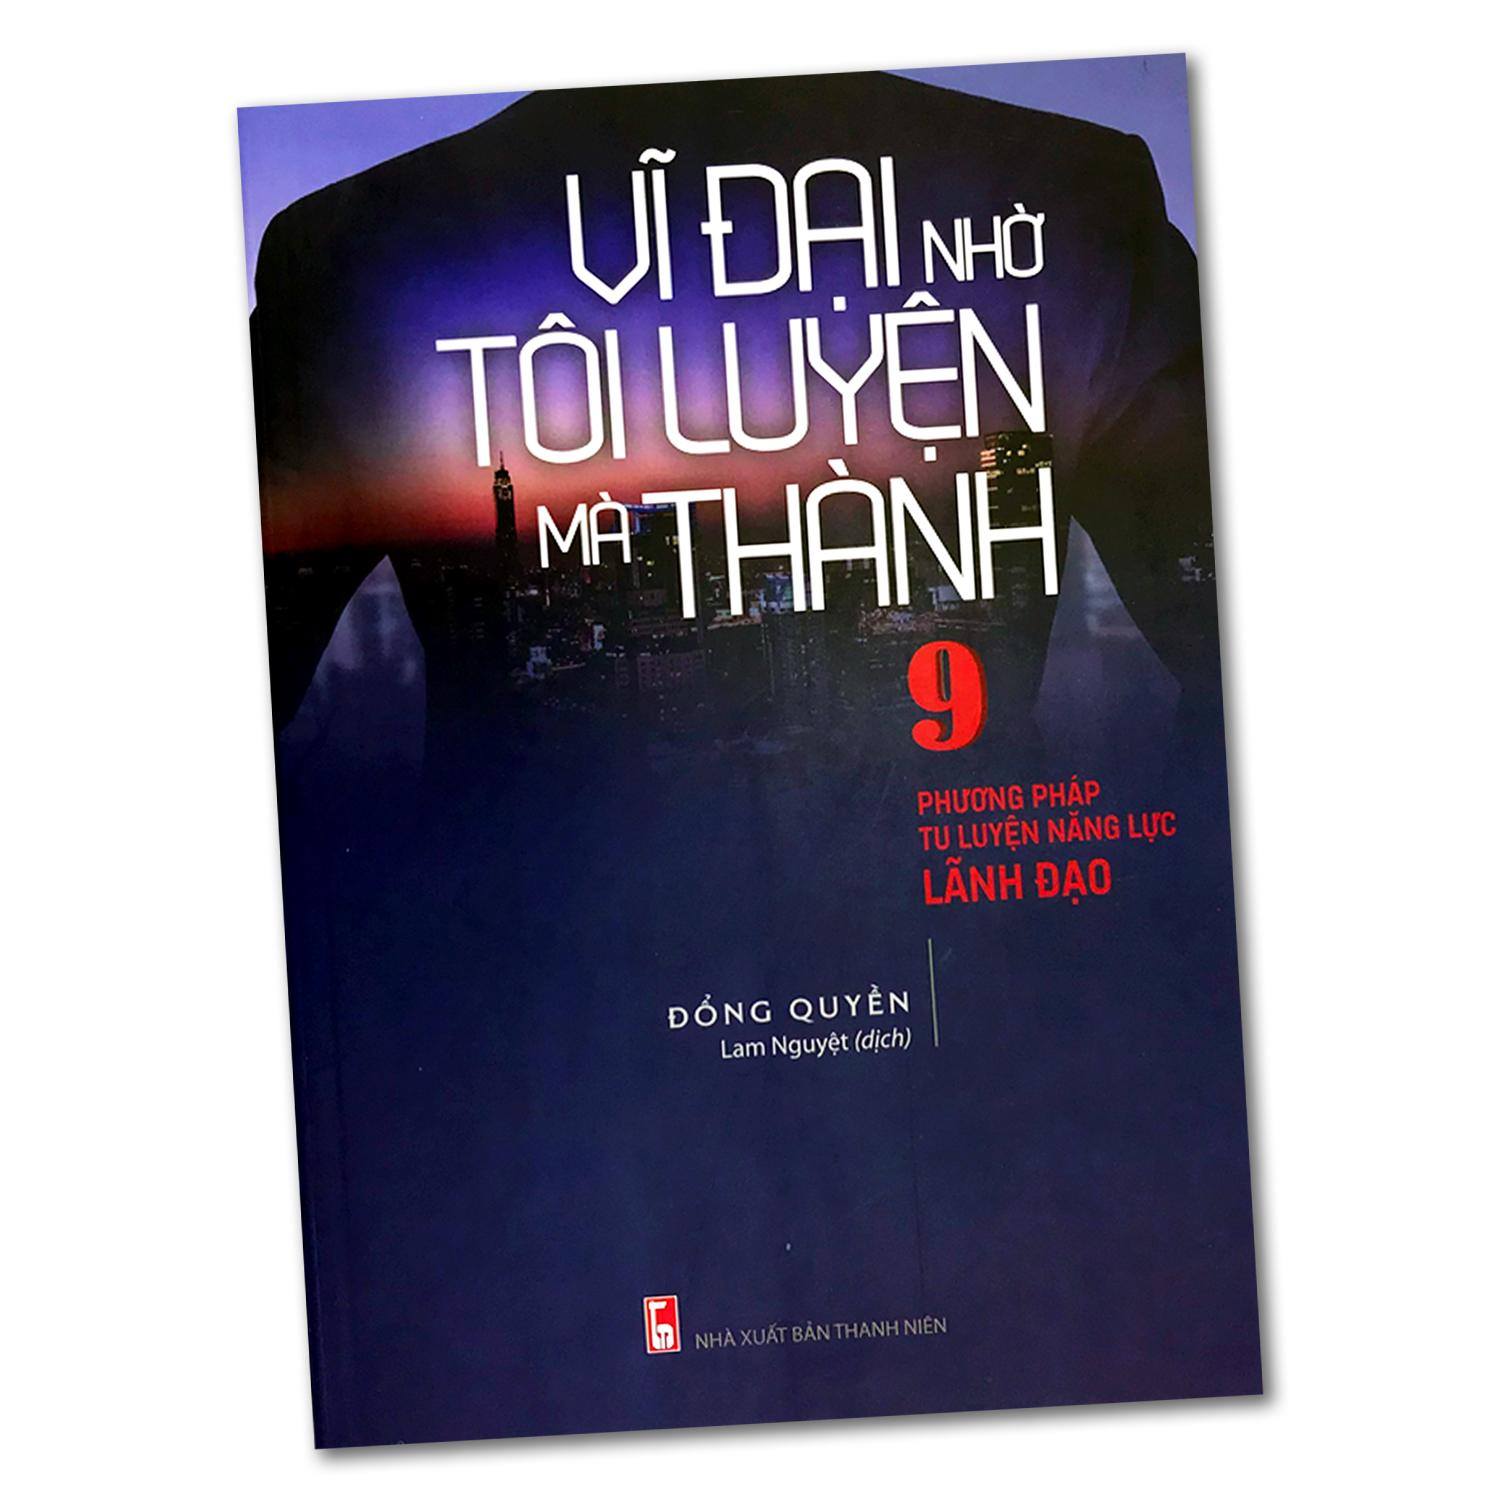 VĨ ĐẠI NHỜ
TÔI LUYỆN
MÀ THÀNH
9
PHƯƠNG PHÁP
TU LUYỆN NĂNG LỰC
LÃNH ĐẠO
ĐỔNG QUYỀN
Lam Nguyệt (dịch)
NHÀ XUẤT BẢN THANH NIÊN